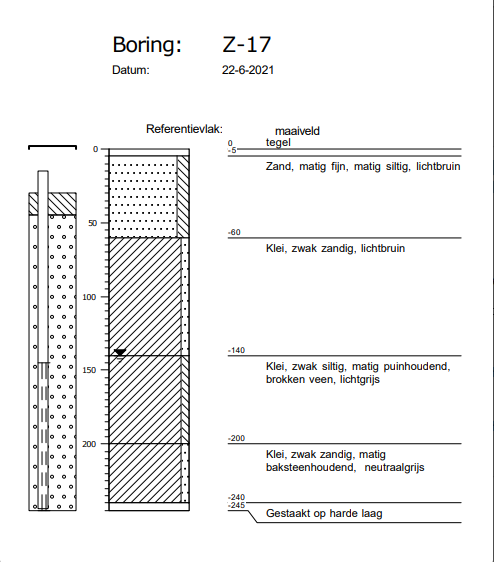 Boring: Z-17
Datum: 22-6-2021
Referentievlak: maaiveld
0
0
tegel
-5
Zand, matig fijn, matig siltig, lichtbruin
50
-60
Klei, zwak zandig, lichtbruin
100
-140
150
Klei, zwak siltig, matig puinhoudend,
brokken veen, lichtgrijs
200
-200
Klei, zwak zandig, matig
baksteenhoudend, neutraalgrijs
-240
-245
Gestaakt op harde laag